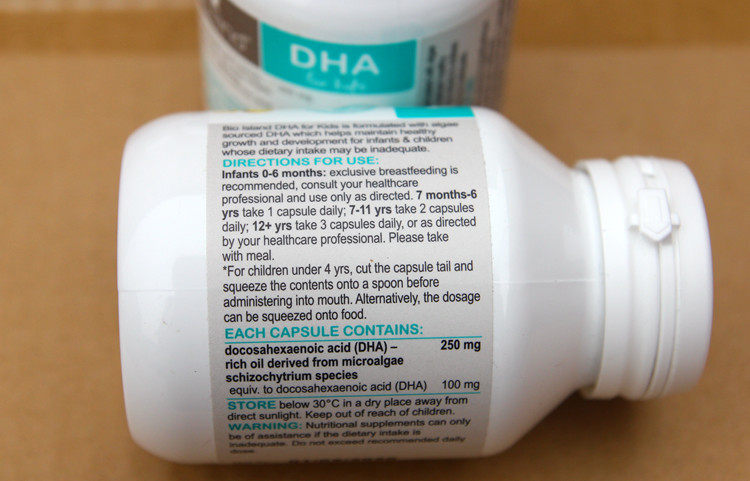 DHA
for kids
Bio Island DHA for Kids is formulated with algae
sourced DHA which helps maintain healthy
growth and development for infants & children
whose dietary intake may be inadequate.
DIRECTIONS FOR USE:
Infants 0-6 months: exclusive breastfeeding is
recommended, consult your healthcare
professional and use only as directed. 7 months-6
yrs take 1 capsule daily; 7-11 yrs take 2 capsules
daily; 12+ yrs take 3 capsules daily, or as directed
by your healthcare professional. Please take
with meal.
*For children under 4 yrs, cut the capsule tail and
squeeze the contents onto a spoon before
administering into mouth. Alternatively, the dosage
can be squeezed onto food.
EACH CAPSULE CONTAINS:
docosahexaenoic acid (DHA) – 250 mg
rich oil derived from microalgae
schizochytrium species
equiv. to docosahexaenoic acid (DHA) 100 mg
STORE below 30°C in a dry place away from
direct sunlight. Keep out of reach of children.
WARNING: Nutritional supplements can only
be of assistance if the dietary intake is
inadequate. Do not exceed recommended daily
dose.